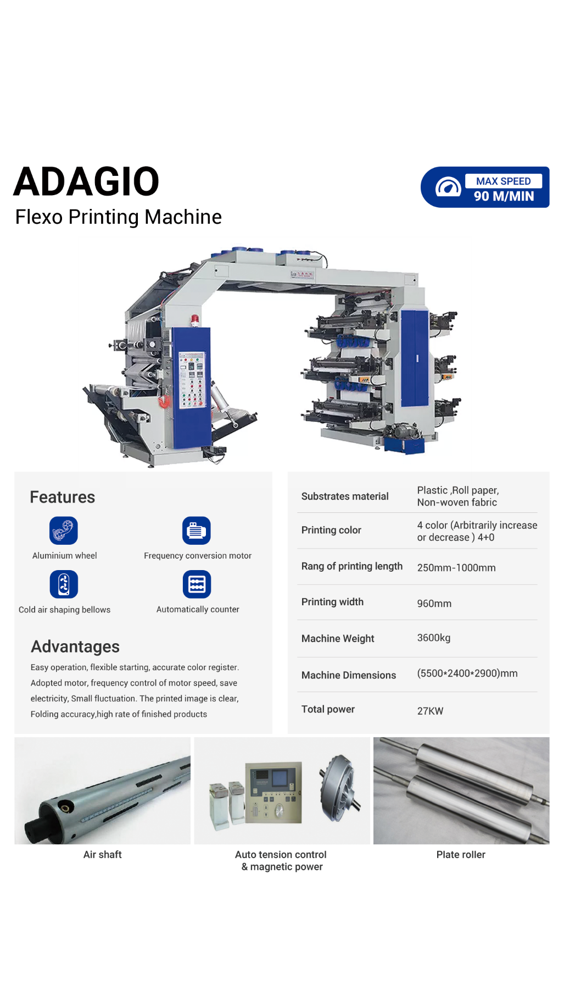 ADAGIO
Flexo Printing Machine
MAX SPEED
90 M/MIN
Features
Aluminium wheel
Frequency conversion motor
Cold air shaping bellows
Automatically counter
Advantages
Easy operation, flexible starting, accurate color register.
Adopted motor, frequency control of motor speed, save
electricity, Small fluctuation. The printed image is clear,
Folding accuracy,high rate of finished products
Substrates material
Plastic ,Roll paper,
Non-woven fabric
Printing color
4 color (Arbitrarily increase
or decrease ) 4+0
Rang of printing length
250mm-1000mm
Printing width
960mm
Machine Weight
3600kg
Machine Dimensions
(5500*2400*2900)mm
Total power
27KW
Air shaft
Auto tension control
& magnetic power
Plate roller